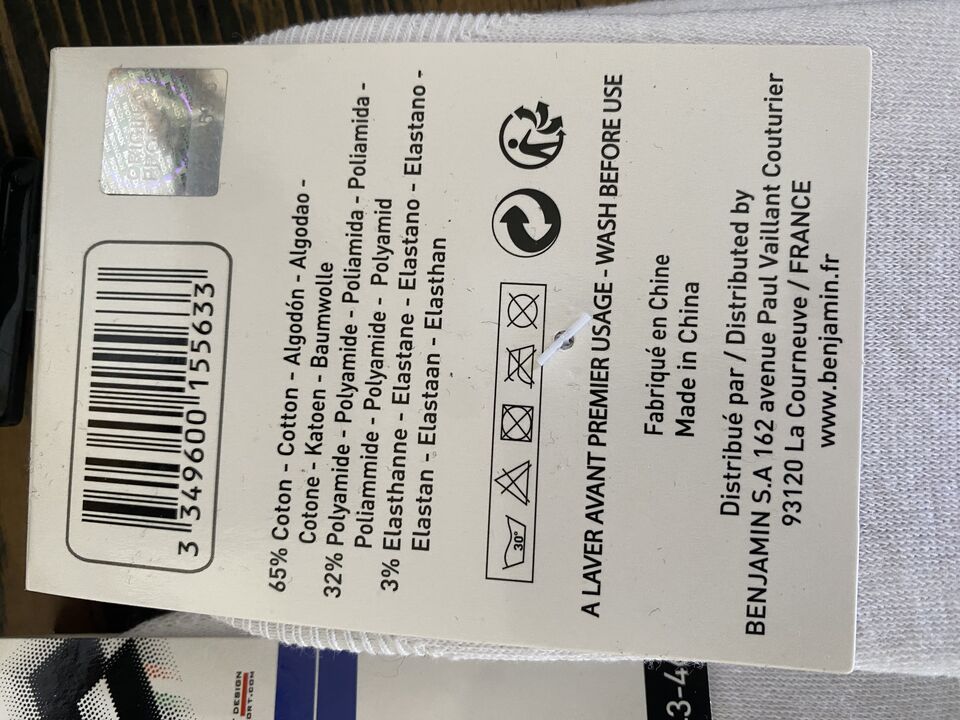 3 349600 155633
65% Coton - Cotton - Algodón - Algodao -
Cotone - Katoen - Baumwolle
32% Polyamide - Polyamide - Poliamida - Poliamida -
Poliammide - Polyamide - Polyamid
3% Elasthanne - Elastane - Elastano - Elastano -
Elastan - Elastaan - Elasthan
30°
A LAVER AVANT PREMIER USAGE - WASH BEFORE USE
Fabriqué en Chine
Made in China
Distribué par / Distributed by
BENJAMIN S.A 162 avenue Paul Vaillant Couturier
93120 La Courneuve / FRANCE
www.benjamin.fr
DESIGN
ORT.COM